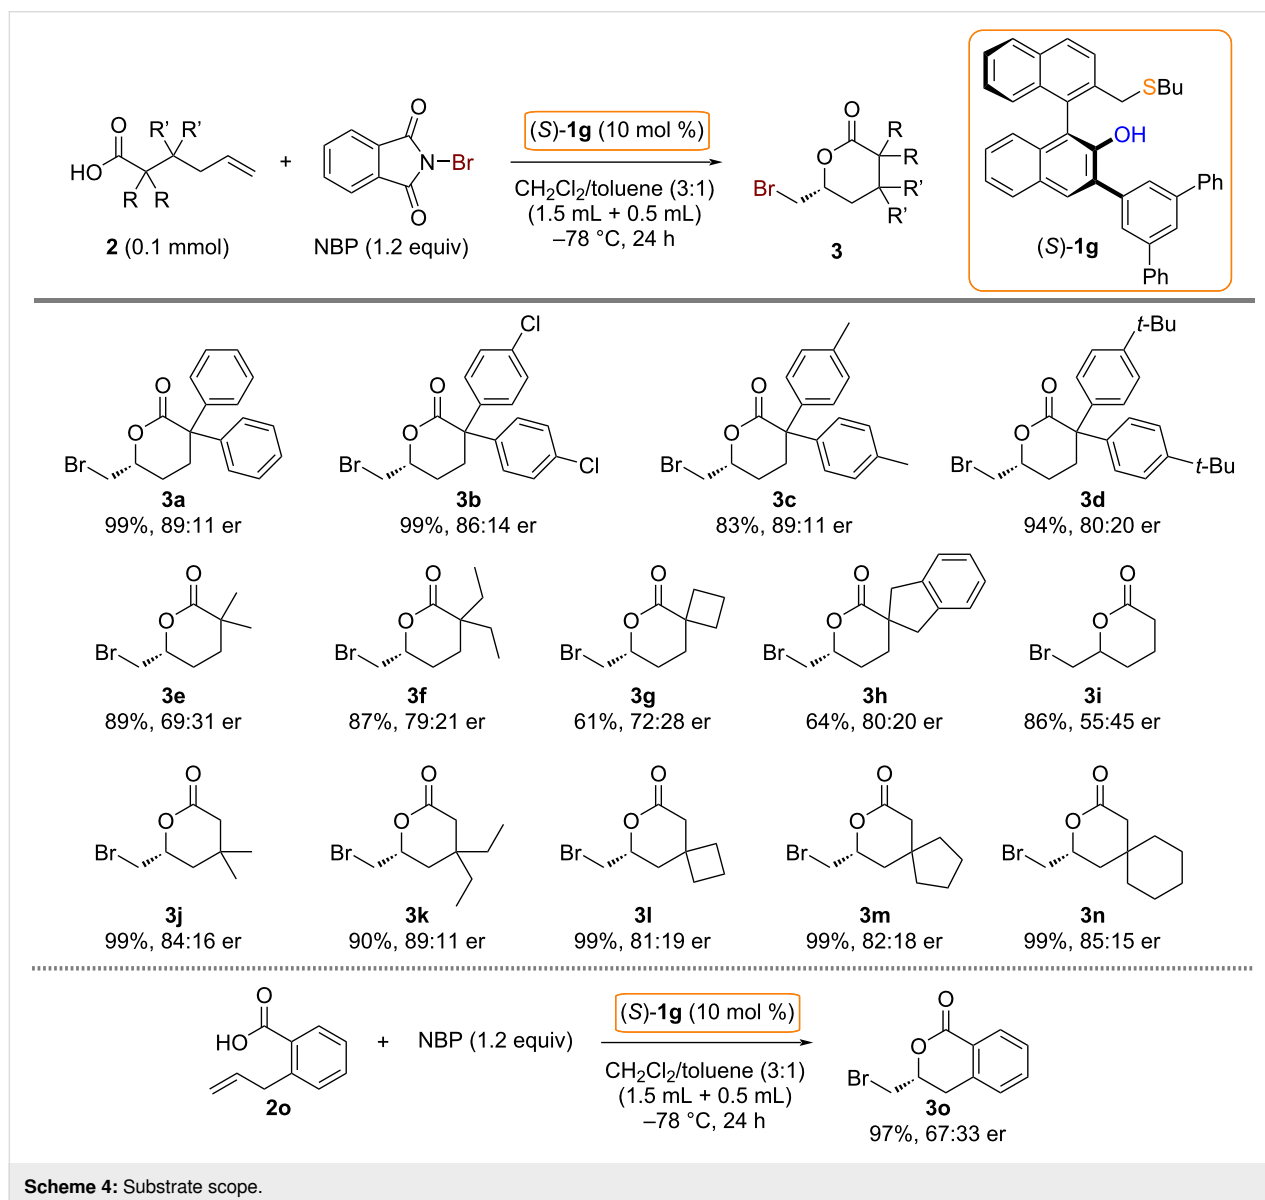 O
HO
R' R'
R R
2 (0.1 mmol)
+
O
N Br
O
NBP (1.2 equiv)
(S)-1g (10 mol %)
CH2Cl2/toluene (3:1)
(1.5 mL + 0.5 mL)
–78 °C, 24 h
O
O
R
R
R'
R'
Br
3
SBu
OH
Ph
Ph
(S)-1g
O
O
Br
3a
99%, 89:11 er
Cl
O
O
Br
Cl
3b
99%, 86:14 er
O
O
Br
3c
83%, 89:11 er
t-Bu
O
O
Br
t-Bu
3d
94%, 80:20 er
O
O
Br
3e
89%, 69:31 er
O
O
Br
3f
87%, 79:21 er
O
O
Br
3g
61%, 72:28 er
O
O
Br
3h
64%, 80:20 er
O
O
Br
3i
86%, 55:45 er
O
O
Br
3j
99%, 84:16 er
O
O
Br
3k
90%, 89:11 er
O
O
Br
3l
99%, 81:19 er
O
O
Br
3m
99%, 82:18 er
O
O
Br
3n
99%, 85:15 er
O
HO
2o
+
NBP (1.2 equiv)
(S)-1g (10 mol %)
CH2Cl2/toluene (3:1)
(1.5 mL + 0.5 mL)
–78 °C, 24 h
O
O
Br
3o
97%, 67:33 er
Scheme 4: Substrate scope.